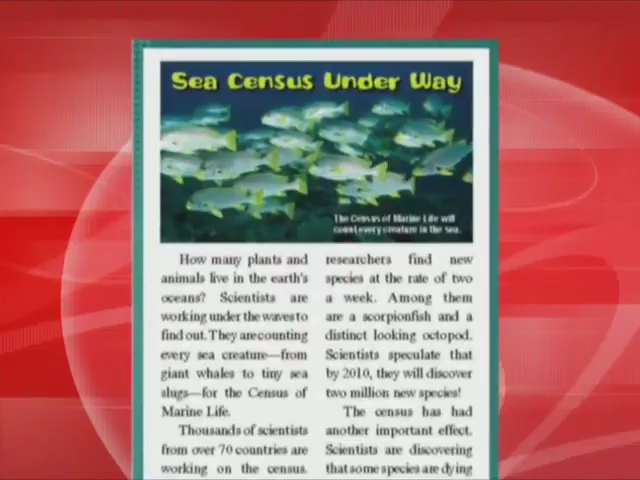 Sea Census Under Way
The Census of Marine Life will
count every creature in the sea.
How many plants and
animals live in the earth's
oceans? Scientists are
working under the waves to
find out. They are counting
every sea creature—from
giant whales to tiny sea
slugs—for the Census of
Marine Life.
Thousands of scientists
from over 70 countries are
working on the census.
researchers find new
species at the rate of two
a week. Among them
are a scorpionfish and a
distinct looking octopod.
Scientists speculate that
by 2010, they will discover
two million new species!
The census has had
another important effect.
Scientists are discovering
that some species are dying